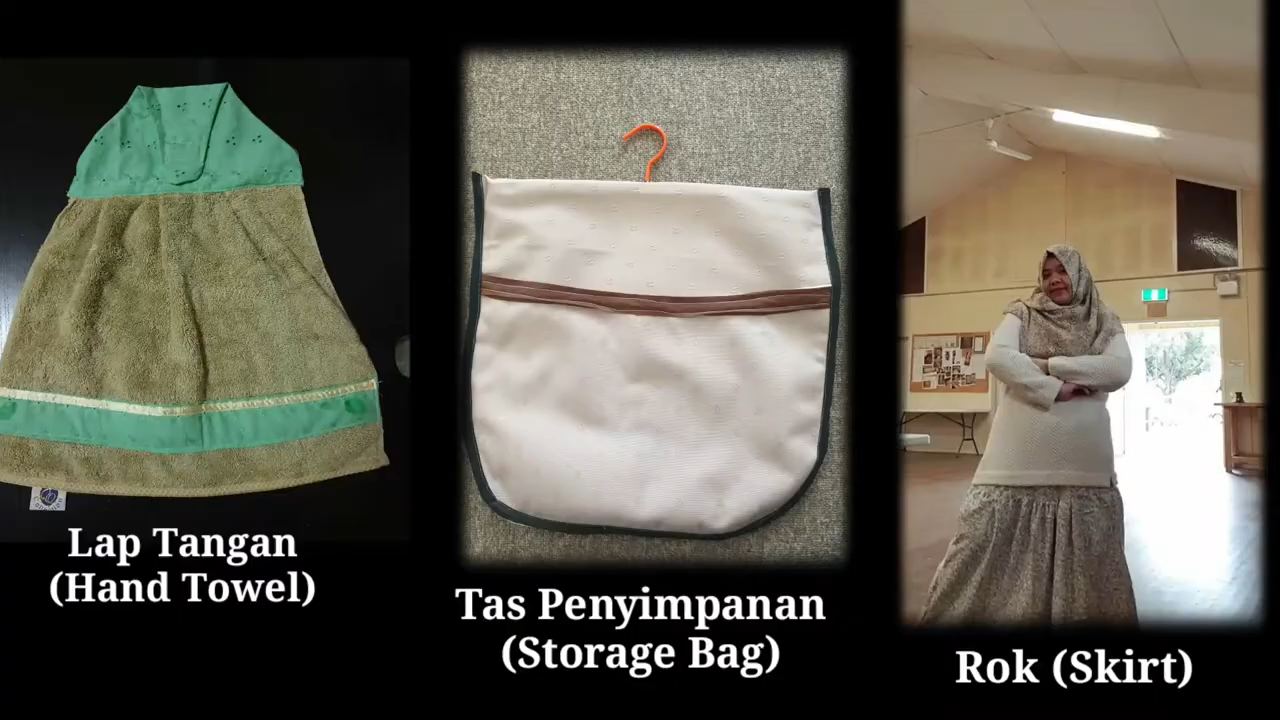 Lap Tangan
(Hand Towel)
Tas Penyimpanan
(Storage Bag)
Rok (Skirt)